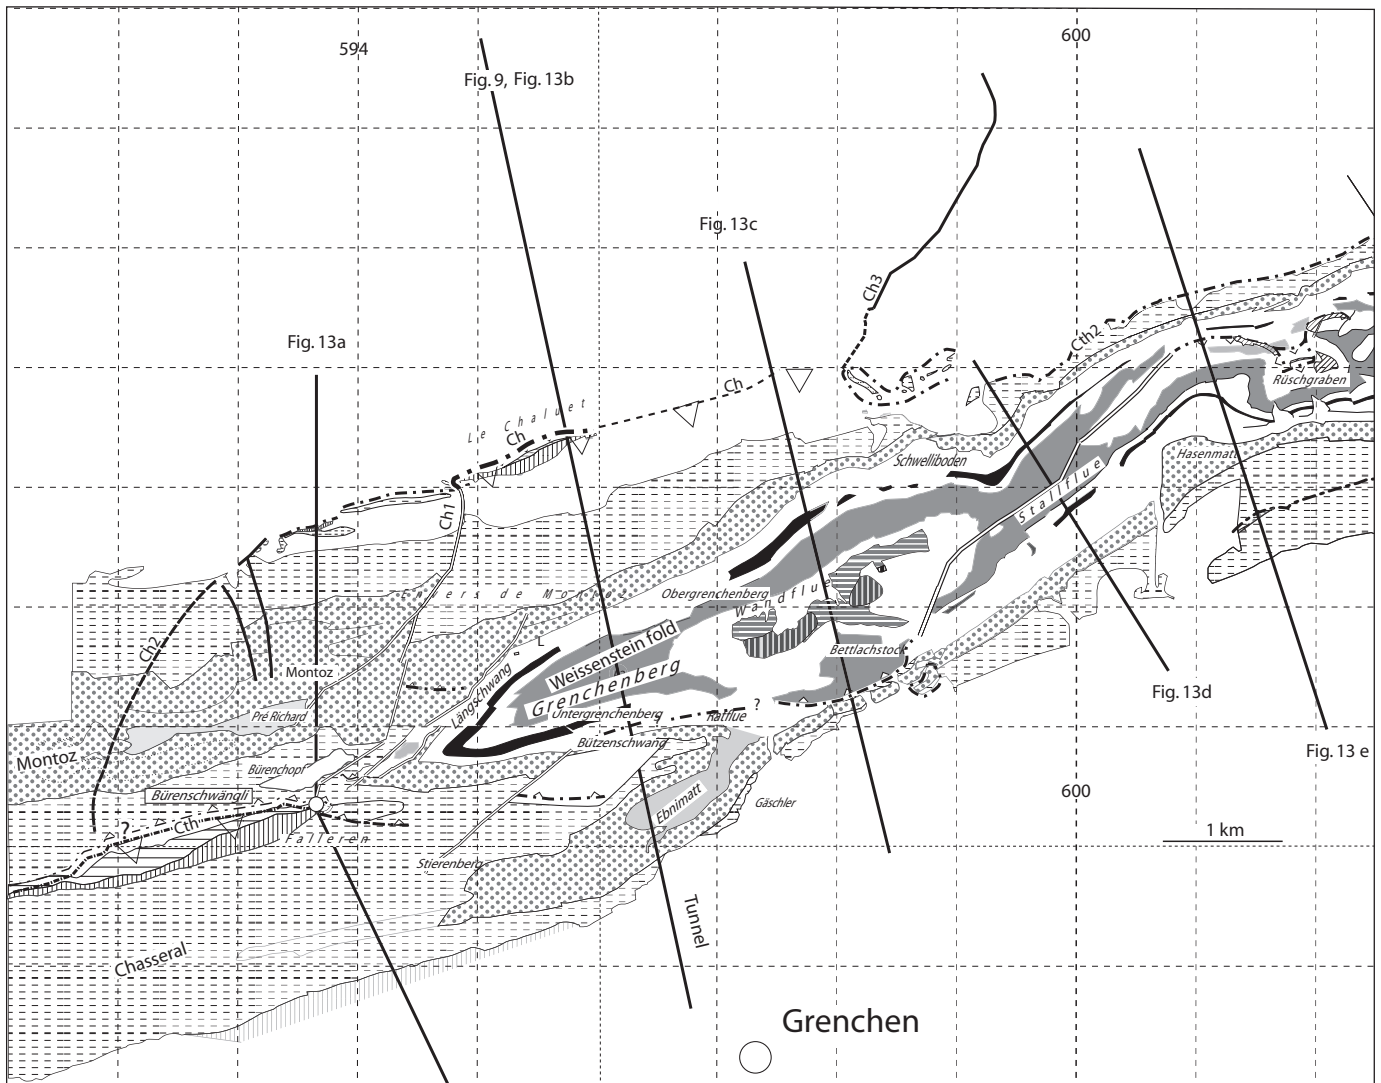 594
600
Fig. 9, Fig. 13b
Fig. 13c
Ch3
Fig. 13a
Cth2
Rüschgraben
Ch
Le Chaluet
Ch
Hasenmatt
Schwelliboden
Stallflue
Ch1
Obergrenchenberg
Wandflue
Ch2
Weissenstein fold
Bettlachstock
Montoz
Längschwang
Grenchenberg
Fig. 13d
Pré Richard
Untergrenchenberg
Ratflue
?
Bützenschwang
Fig. 13 e
Montoz
Bürenchopf
Bürenschwängli
600
Ebnimatt
Gäschler
?
Cth
Falleren
1 km
Stierenberg
Tunnel
Chasseral
Grenchen